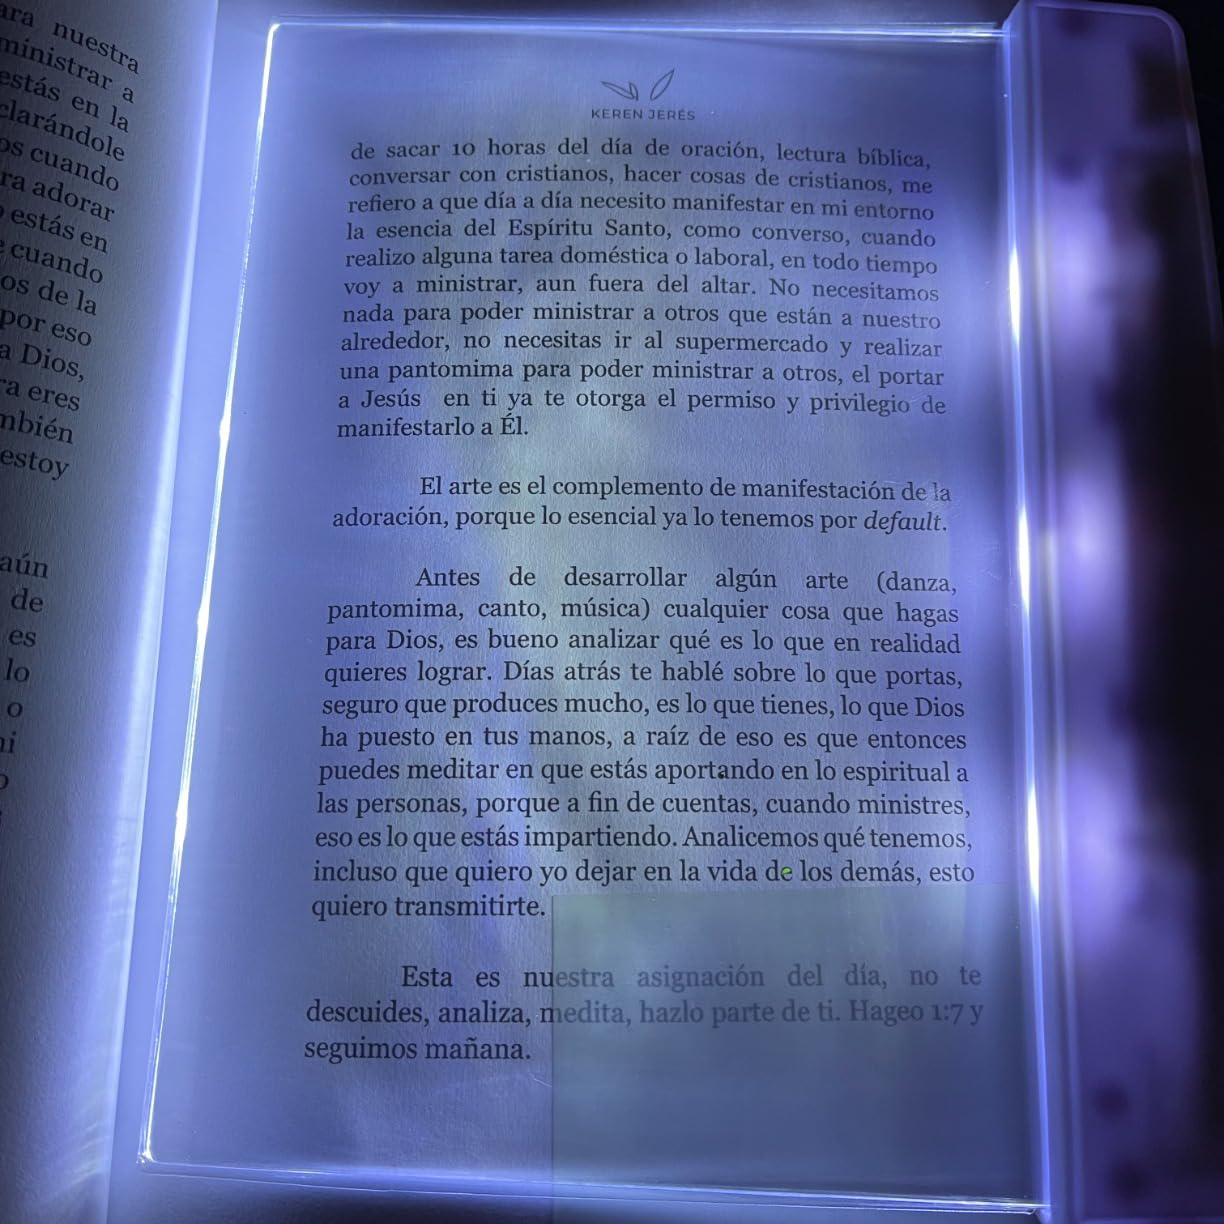 ara nuestra
ministrar a
estás en la
clarándole
os cuando
ra adorar
estás en
cuando
os de la
por eso
a Dios,
ra eres
mbién
estoy
aún
de
es
lo
o
KEREN JERÉS
de sacar 10 horas del día de oración, lectura bíblica,
conversar con cristianos, hacer cosas de cristianos, me
refiero a que día a día necesito manifestar en mi entorno
la esencia del Espíritu Santo, como converso, cuando
realizo alguna tarea doméstica o laboral, en todo tiempo
voy a ministrar, aun fuera del altar. No necesitamos
nada para poder ministrar a otros que están a nuestro
alrededor, no necesitas ir al supermercado y realizar
una pantomima para poder ministrar a otros, el portar
a Jesús en ti ya te otorga el permiso y privilegio de
manifestarlo a Él.
El arte es el complemento de manifestación de la
adoración, porque lo esencial ya lo tenemos por default.
Antes de desarrollar algún arte (danza,
pantomima, canto, música) cualquier cosa que hagas
para Dios, es bueno analizar qué es lo que en realidad
quieres lograr. Días atrás te hablé sobre lo que portas,
seguro que produces mucho, es lo que tienes, lo que Dios
ha puesto en tus manos, a raíz de eso es que entonces
puedes meditar en que estás aportando en lo espiritual a
las personas, porque a fin de cuentas, cuando ministres,
eso es lo que estás impartiendo. Analicemos qué tenemos,
incluso que quiero yo dejar en la vida de los demás, esto
quiero transmitirte.
Esta es nuestra asignación del día, no te
descuides, analiza, medita, hazlo parte de ti. Hageo 1:7 y
seguimos mañana.